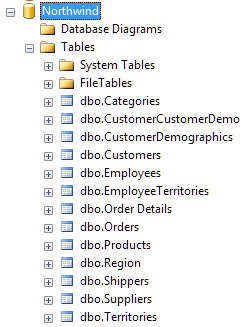 Northwind
Database Diagrams
Tables
System Tables
FileTables
dbo.Categories
dbo.CustomerCustomerDemo
dbo.CustomerDemographics
dbo.Customers
dbo.Employees
dbo.EmployeeTerritories
dbo.Order Details
dbo.Orders
dbo.Products
dbo.Region
dbo.Shippers
dbo.Suppliers
dbo.Territories